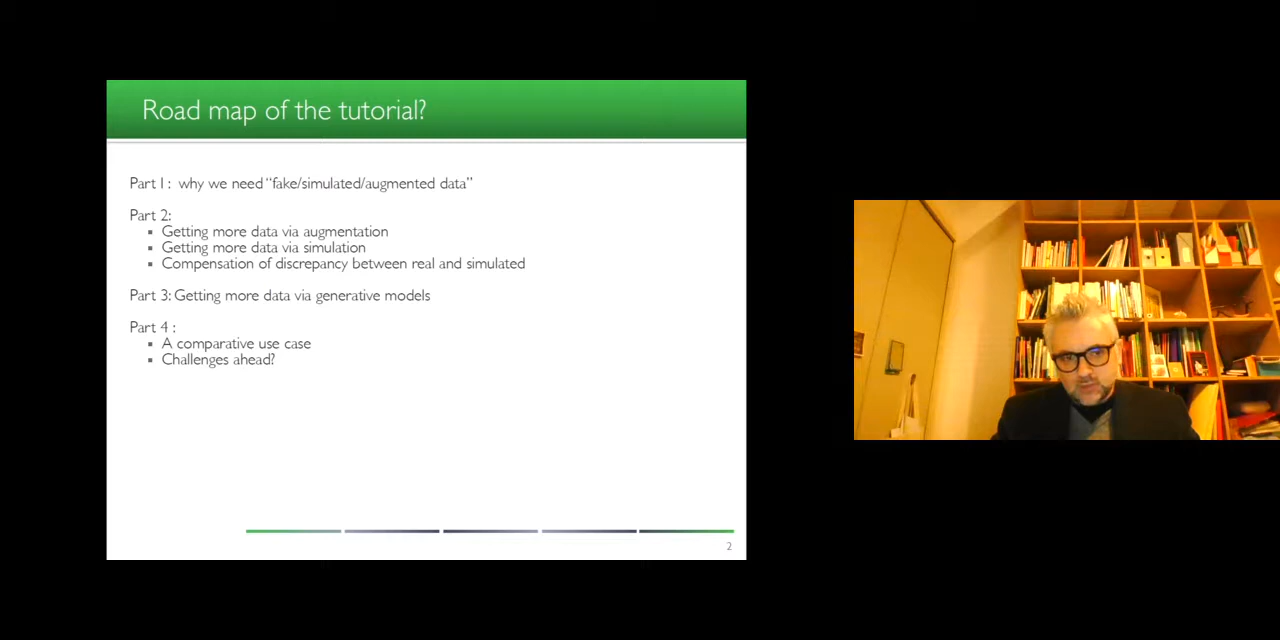 Road map of the tutorial?
Part 1: why we need “fake/simulated/augmented data”
Part 2:
▪ Getting more data via augmentation
▪ Getting more data via simulation
▪ Compensation of discrepancy between real and simulated
Part 3: Getting more data via generative models
Part 4 :
▪ A comparative use case
▪ Challenges ahead?
2